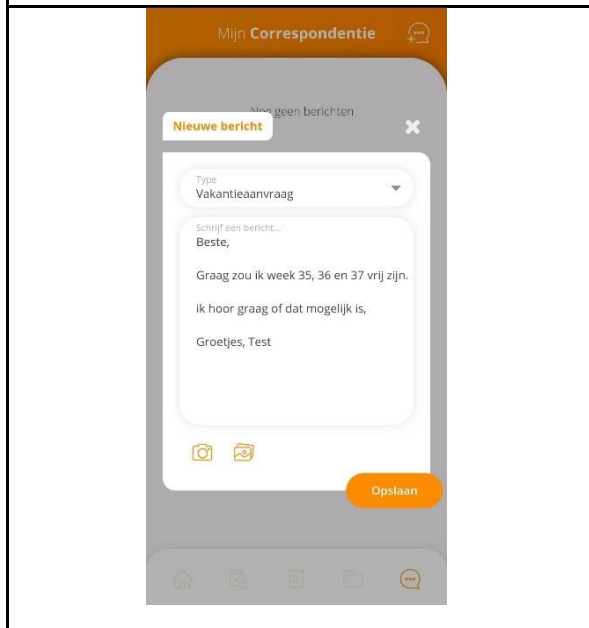 Mijn Correspondentie
Nog geen berichten
Nieuwe bericht
Type
Vakantieaanvraag
Schrijf een bericht...
Beste,
Graag zou ik week 35, 36 en 37 vrij zijn.
ik hoor graag of dat mogelijk is,
Groetjes, Test
Opslaan